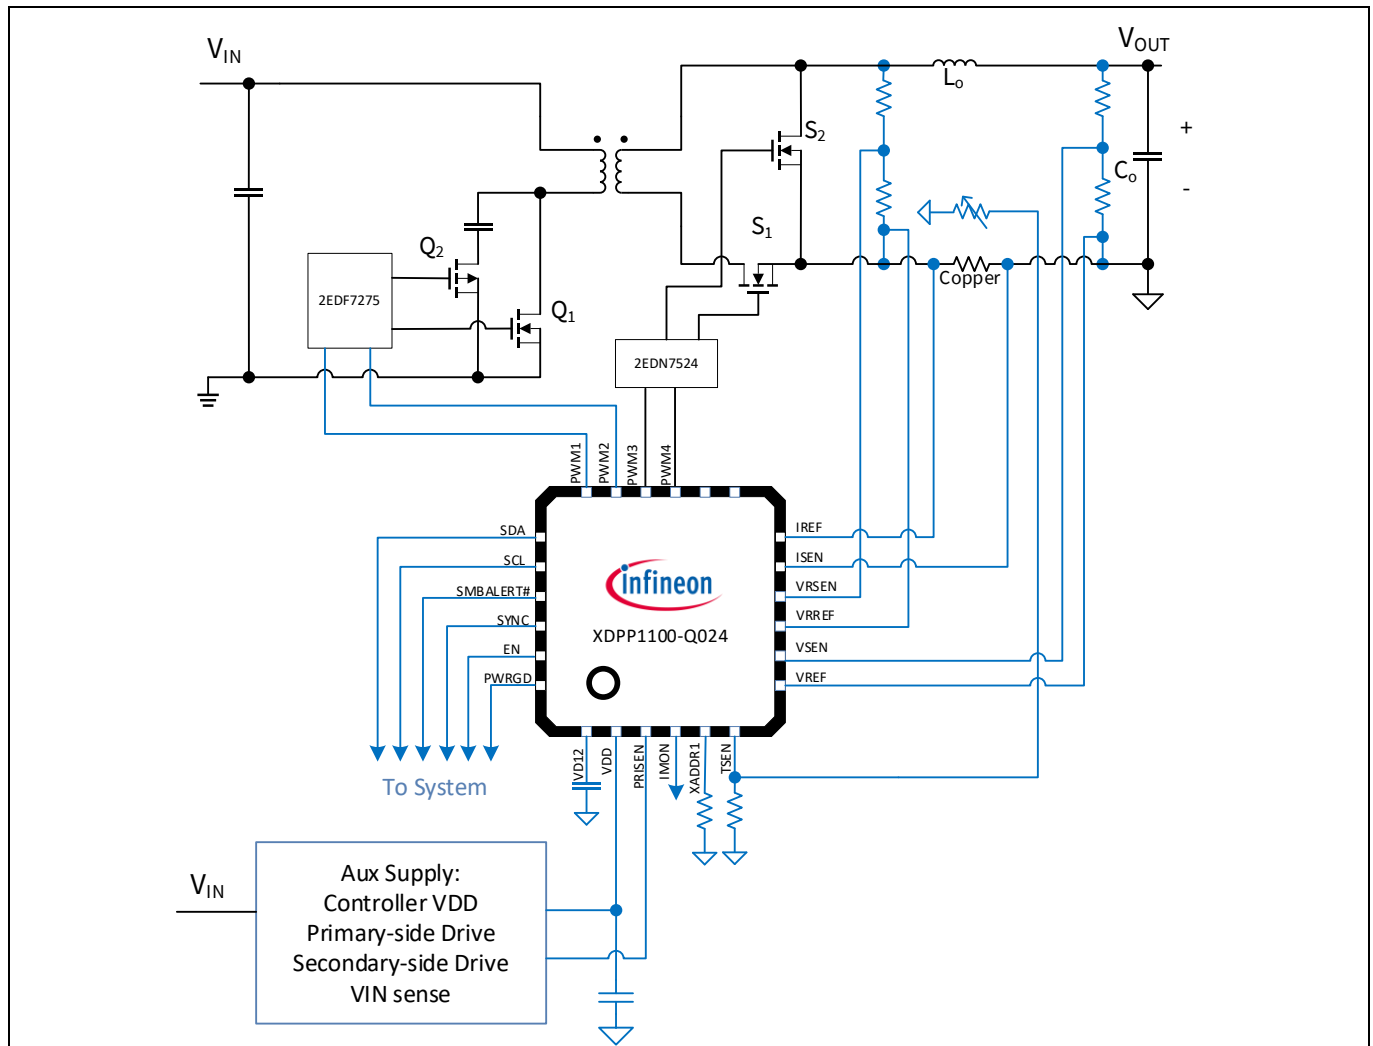 VIN
VOUT
Lo
S2
+
Co
-
S1
Q2
Copper
2EDF7275
Q1
2EDN7524
PWM1
PWM2
PWM3
PWM4
SDA
IREF
SCL
ISEN
infineon
SMBALERT#
VRSEN
SYNC
VRREF
XDPP1100-Q024
EN
VSEN
PWRGD
VREF
VD12
VDD
PRISEN
IMON
XADDR1
TSEN
To System
VIN
Aux Supply:
Controller VDD
Primary-side Drive
Secondary-side Drive
VIN sense